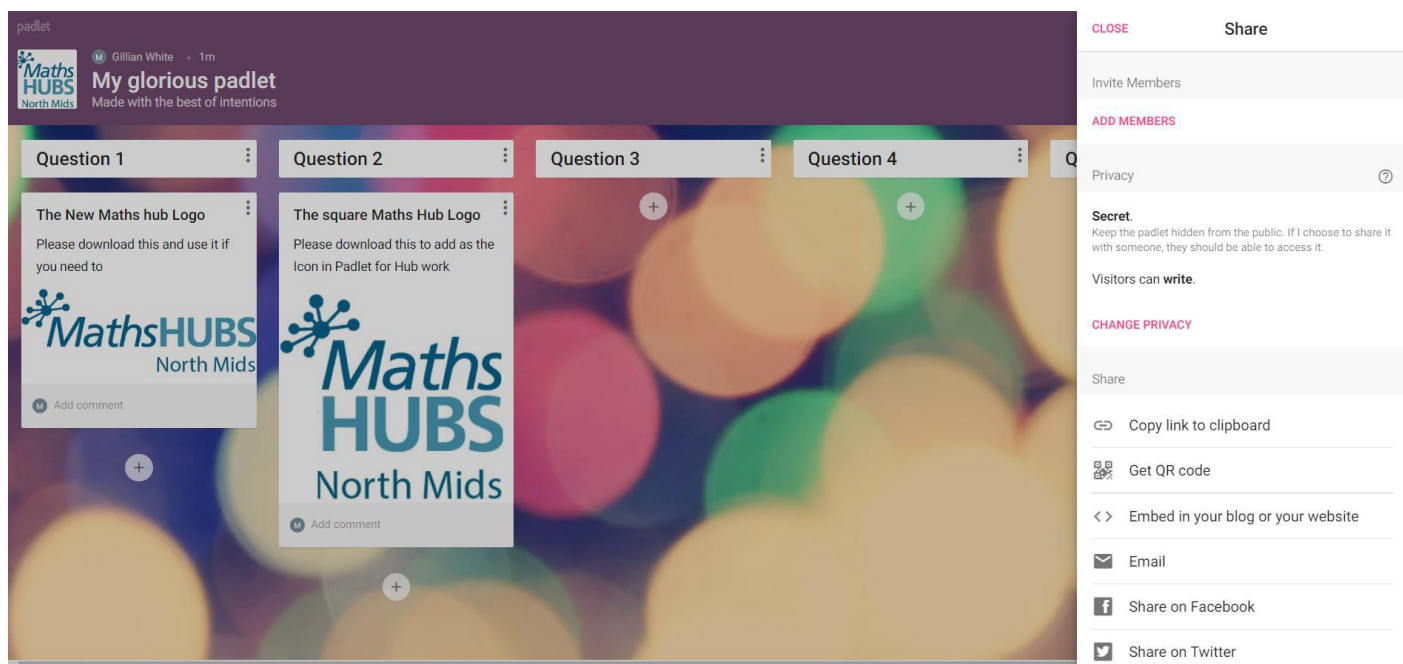 padlet
Maths
HUBS
North Mids
M Gillian White • 1m
My glorious padlet
Made with the best of intentions
Question 1
The New Maths hub Logo
Please download this and use it if
you need to
MathsHUBS
North Mids
M Add comment
Question 2
The square Maths Hub Logo
Please download this to add as the
Icon in Padlet for Hub work
Maths
HUBS
North Mids
M Add comment
Question 3
Question 4
Q
CLOSE Share
Invite Members
ADD MEMBERS
Privacy
Secret.
Keep the padlet hidden from the public. If I choose to share it
with someone, they should be able to access it.
Visitors can write.
CHANGE PRIVACY
Share
Copy link to clipboard
Get QR code
Embed in your blog or your website
Email
Share on Facebook
Share on Twitter